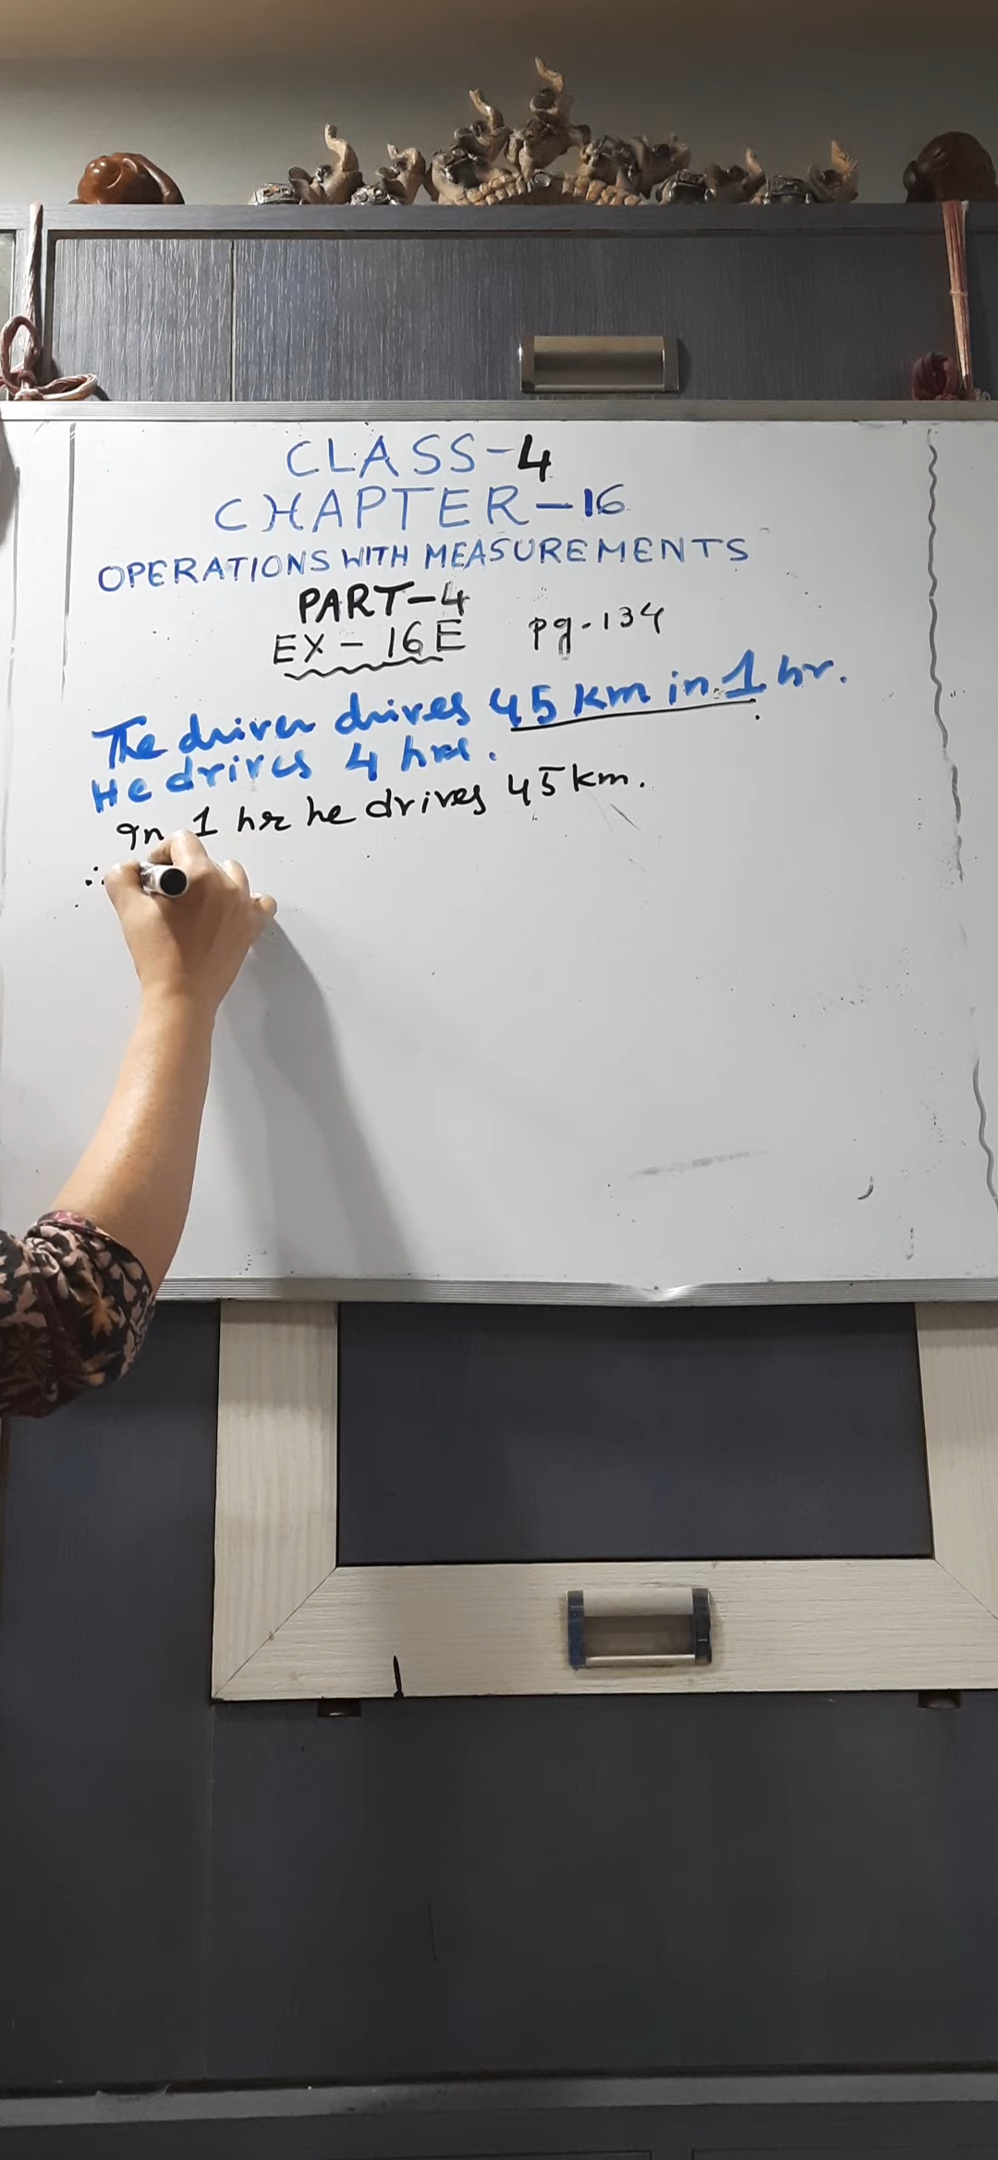 CLASS-4
CHAPTER-16
OPERATIONS WITH MEASUREMENTS
PART-4
EX-16E pg-134
The driver drives 45 km in 1 hr.
He drives 4 hrs.
In 1 hr he drives 45 km.
∴